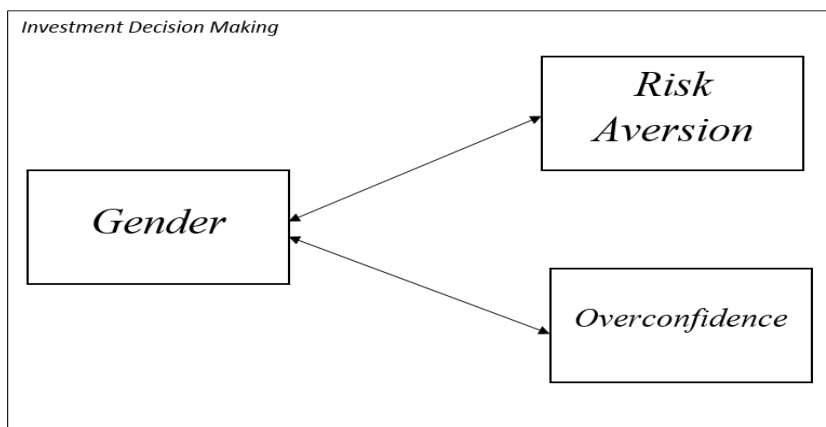 Investment Decision Making
Risk
Aversion
Gender
Overconfidence